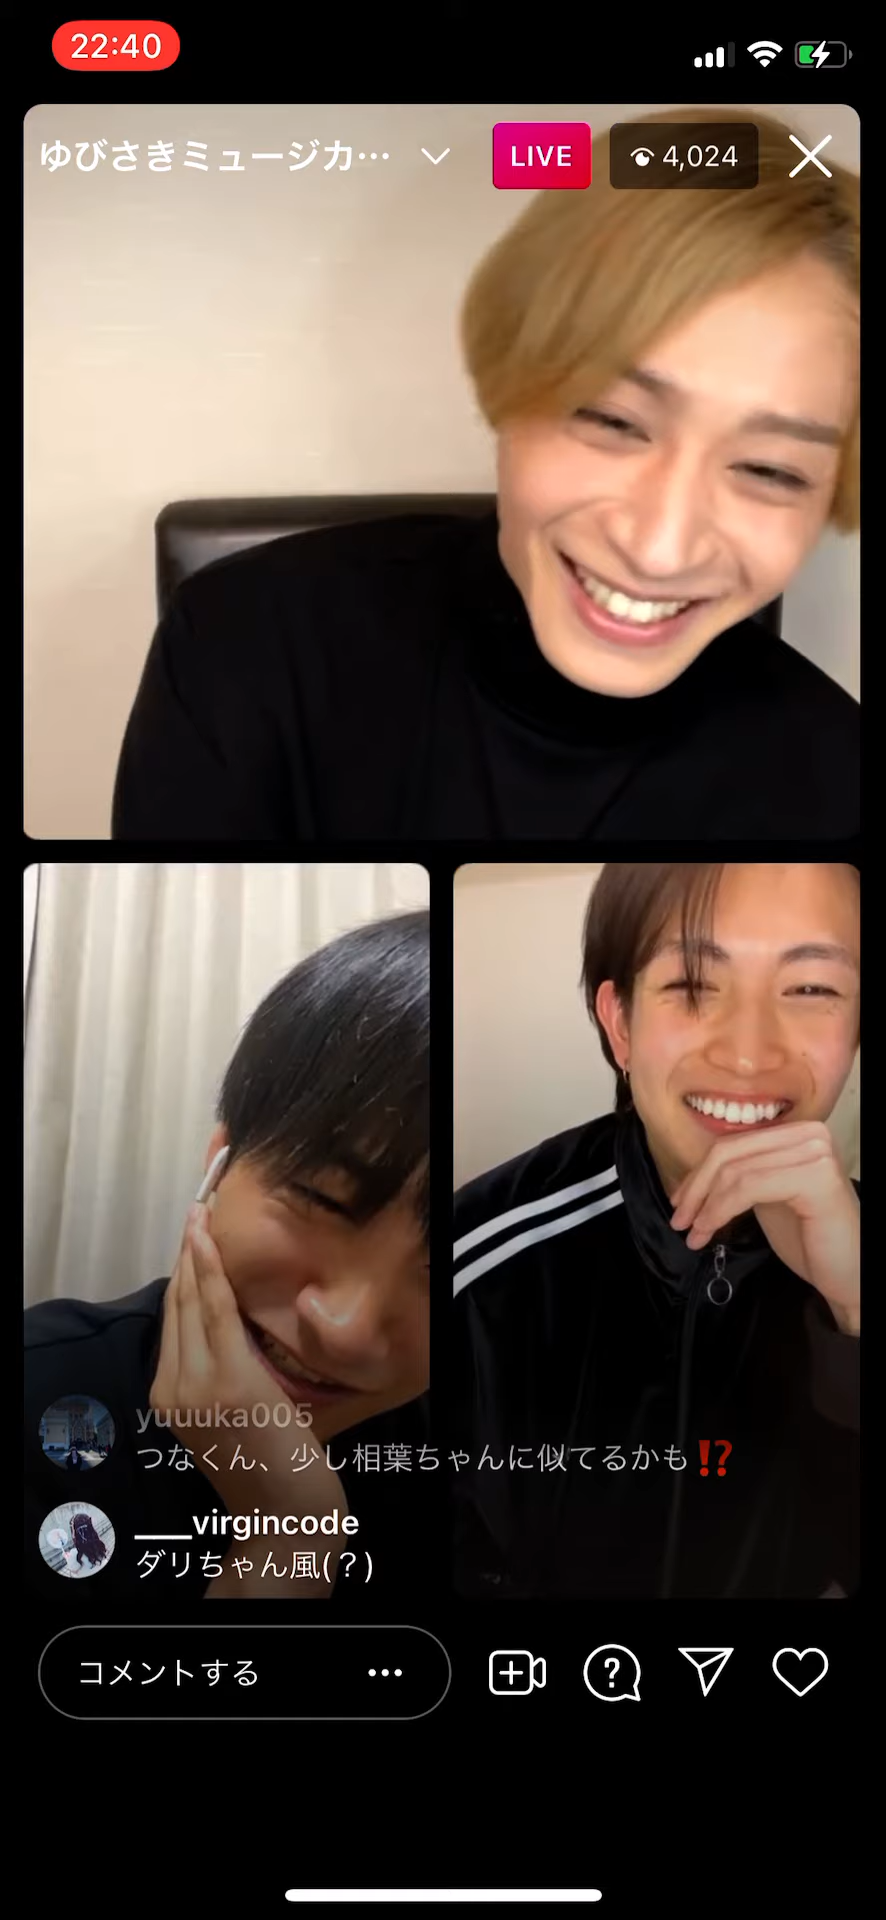 22:40
ゆびさきミュージカ…
LIVE
4,024
yuuuka005
つなくん、少し相葉ちゃんに似てるかも⁉️
___virgincode
ダリちゃん風(？)
コメントする